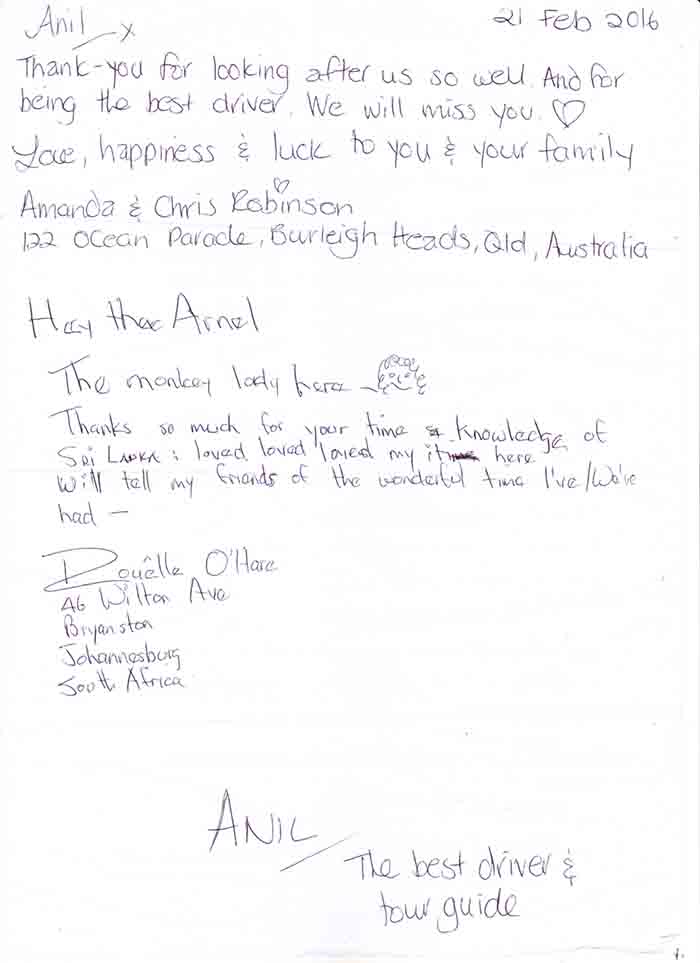 Anil x
21 Feb 2016
Thank-you for looking after us so well. And for
being the best driver. We will miss you. ♡
Love, happiness & luck to you & your family
Amanda & Chris Robinson
122 Ocean Parade, Burleigh Heads, Qld, Australia
Hey there Arnel
The monkey lady here
Thanks so much for your time & knowledge of
Sri Lanka : loved loved loved my here
Will tell my friends of the wonderful time I've/We've
had —
Douêlle O'Hare
46 Wilton Ave
Bryanston
Johannesburg
South Africa
ANIL
The best driver &
tour guide